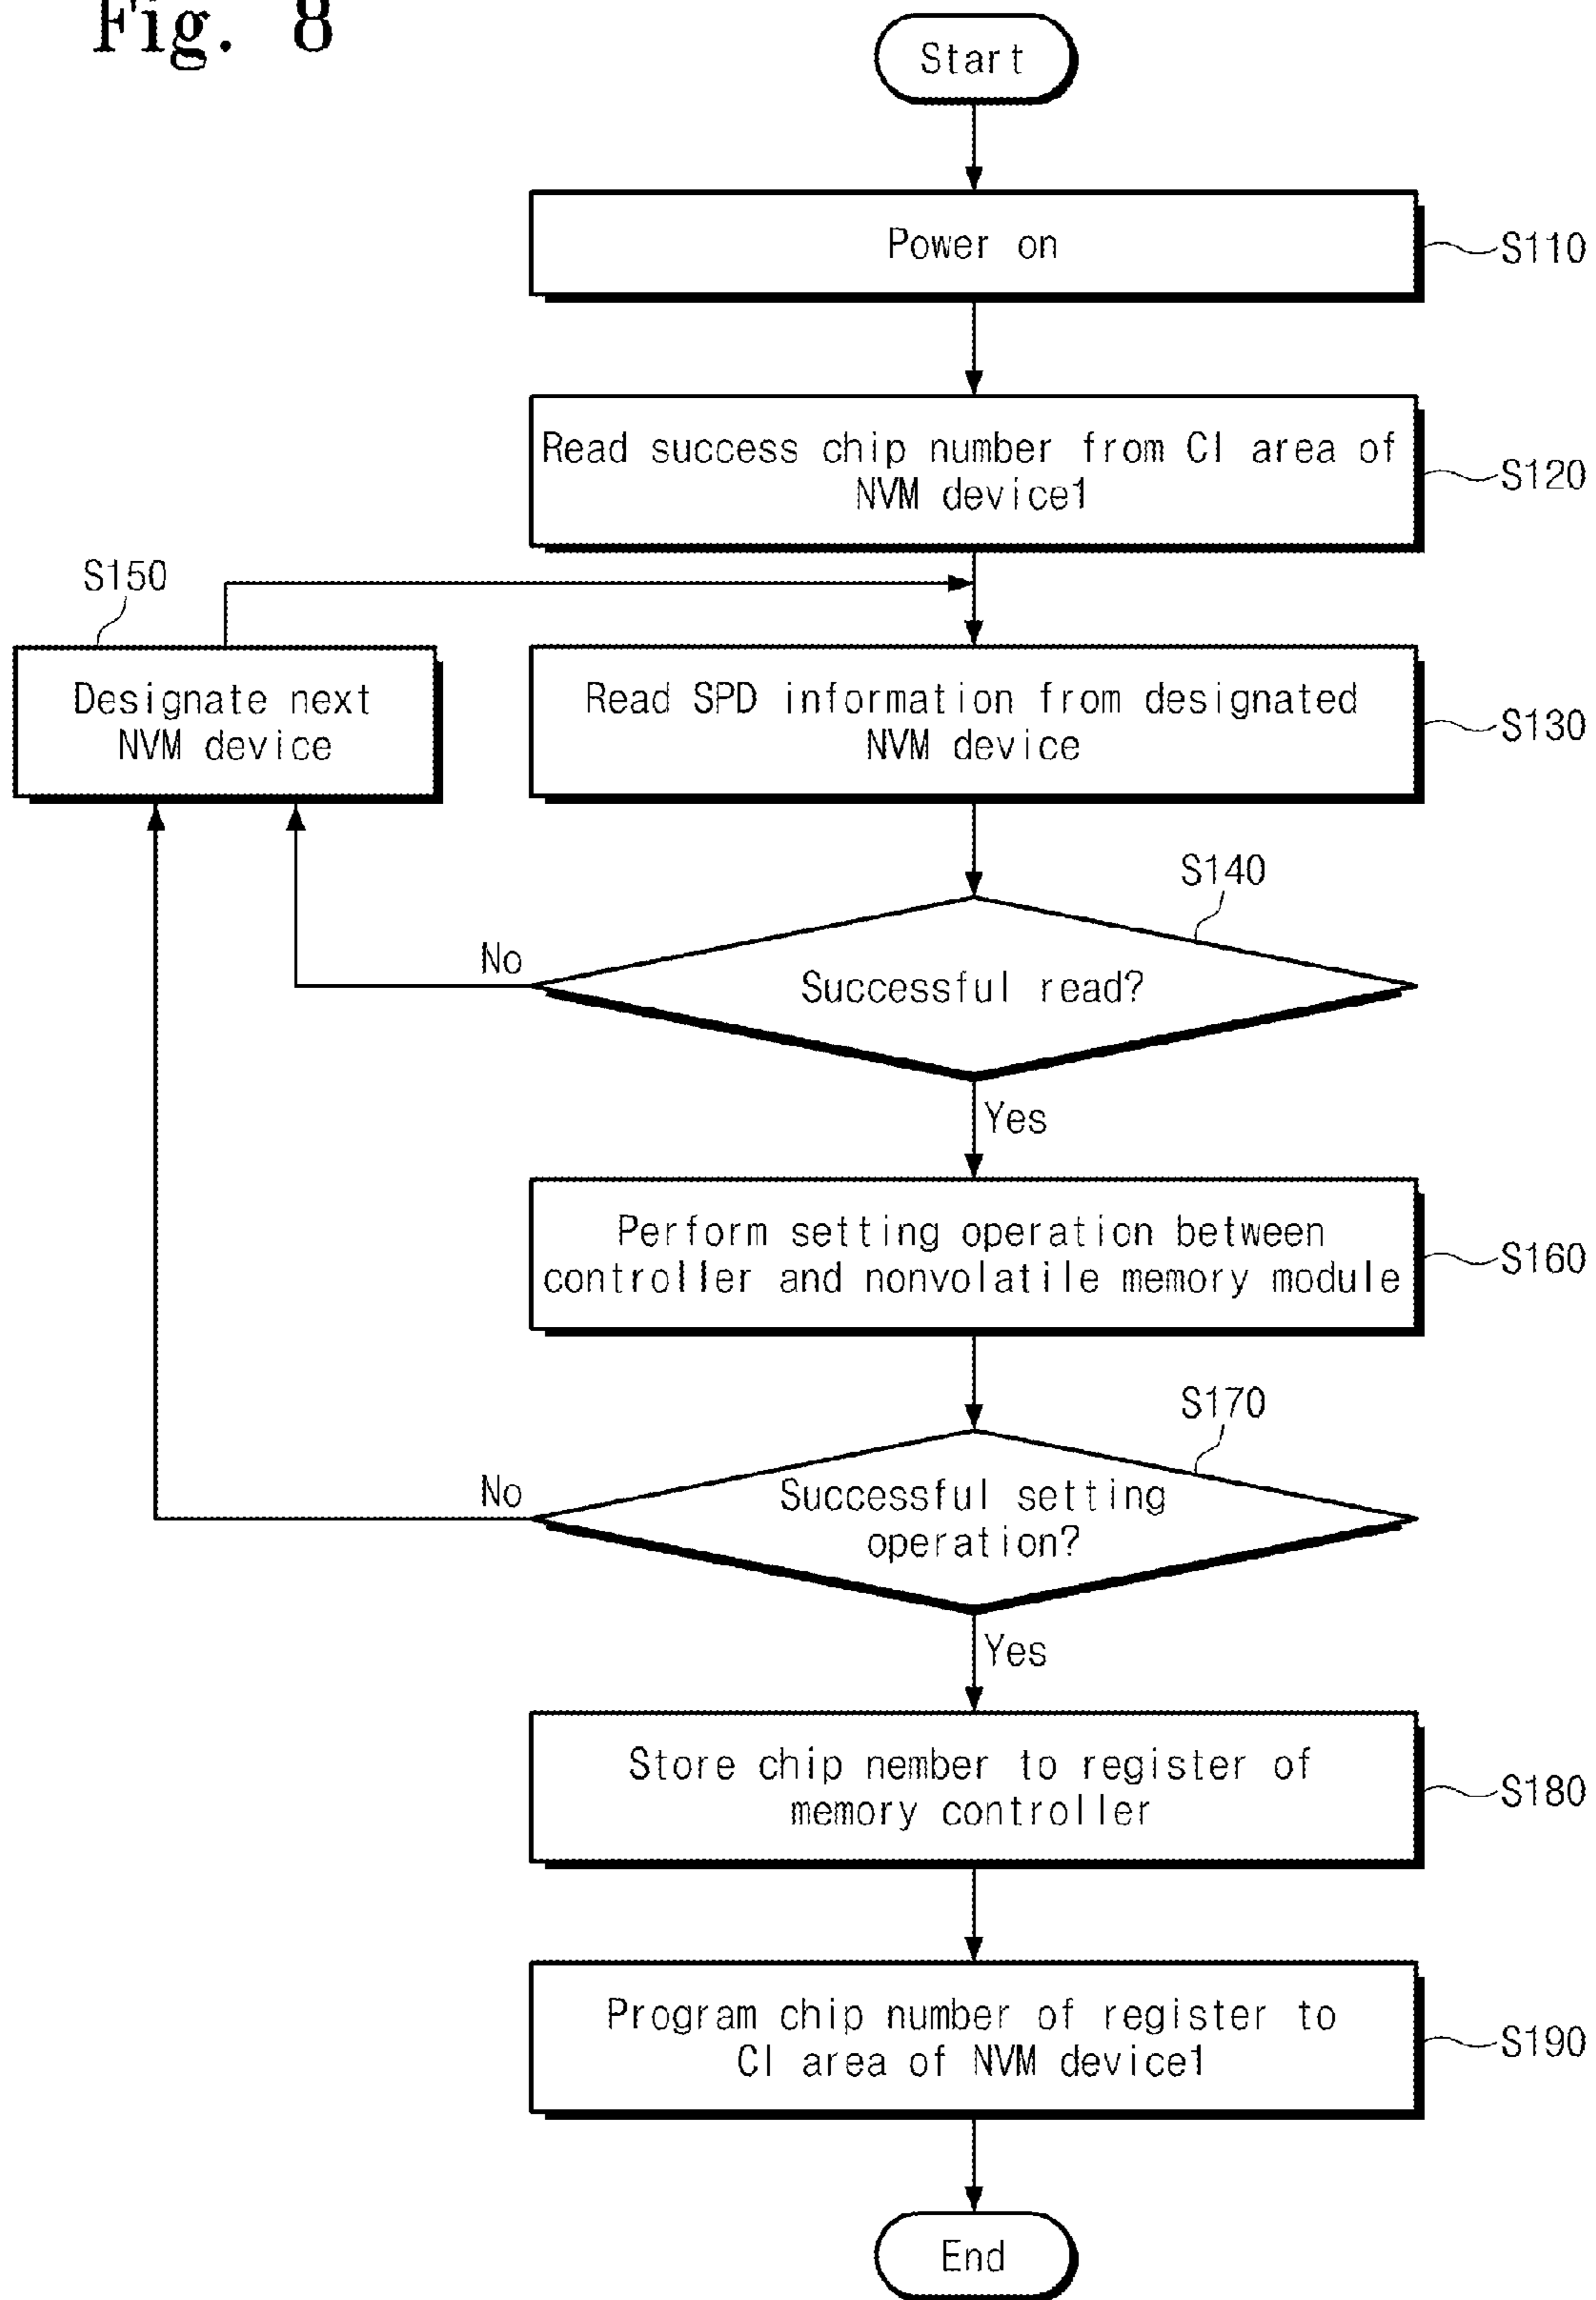 Fig. 8
Start
Power on
S110
Read success chip number from CI area of
NVM device1
S120
S150
Designate next
NVM device
Read SPD information from designated
NVM device
S130
S140
No
Successful read?
Yes
Perform setting operation between
controller and nonvolatile memory module
S160
S170
No
Successful setting
operation?
Yes
Store chip nember to register of
memory controller
S180
Program chip number of register to
CI area of NVM device1
S190
End